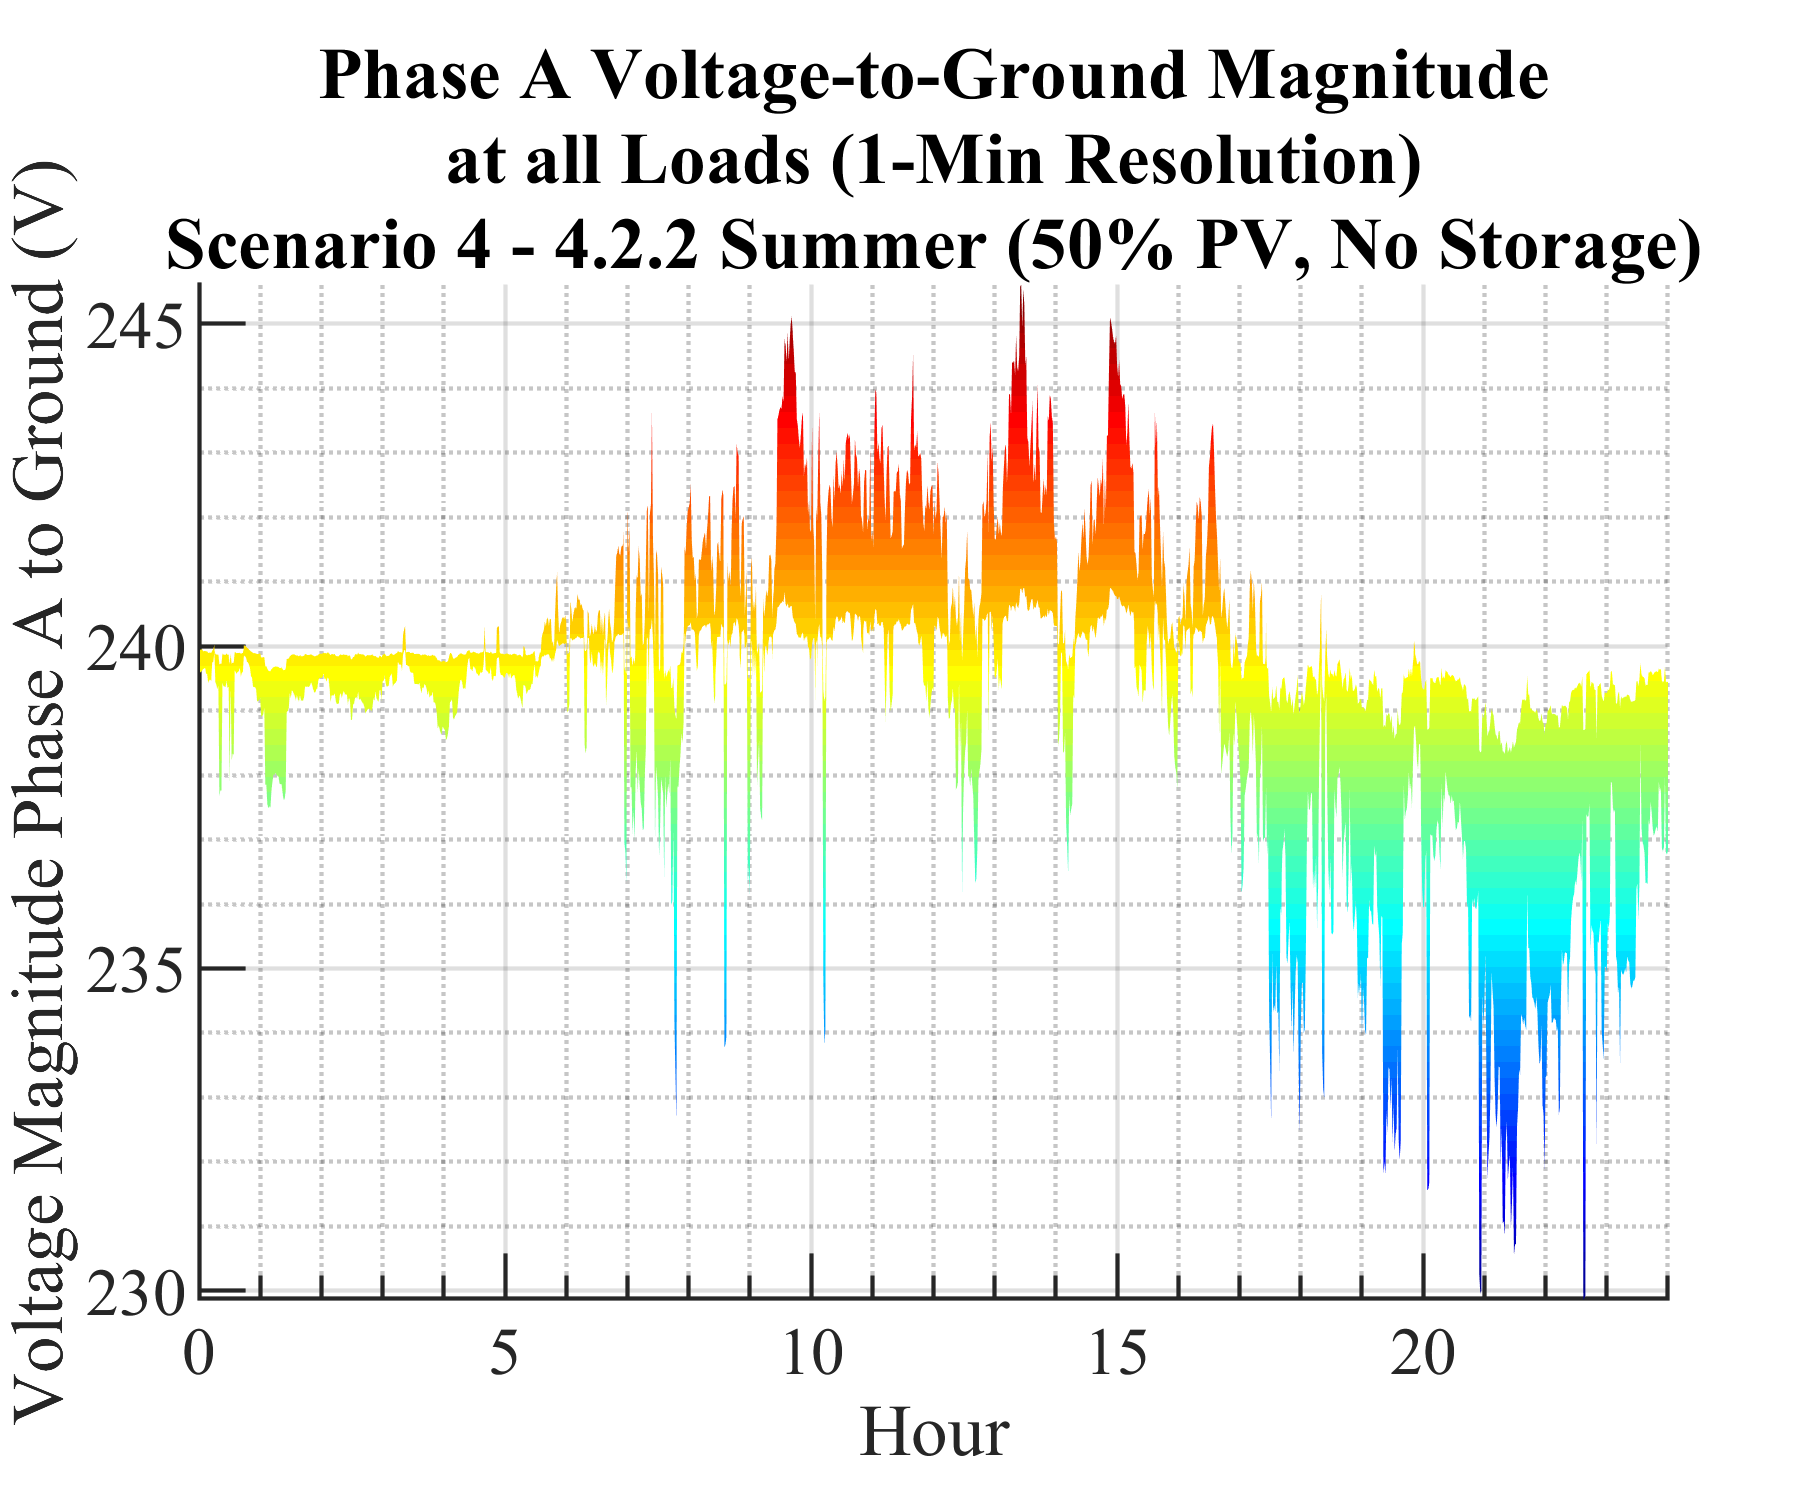 Phase A Voltage-to-Ground Magnitude
at all Loads (1-Min Resolution)
Scenario 4 - 4.2.2 Summer (50% PV, No Storage)
Voltage Magnitude Phase A to Ground (V)
245
240
235
230
0
5
10
15
20
Hour